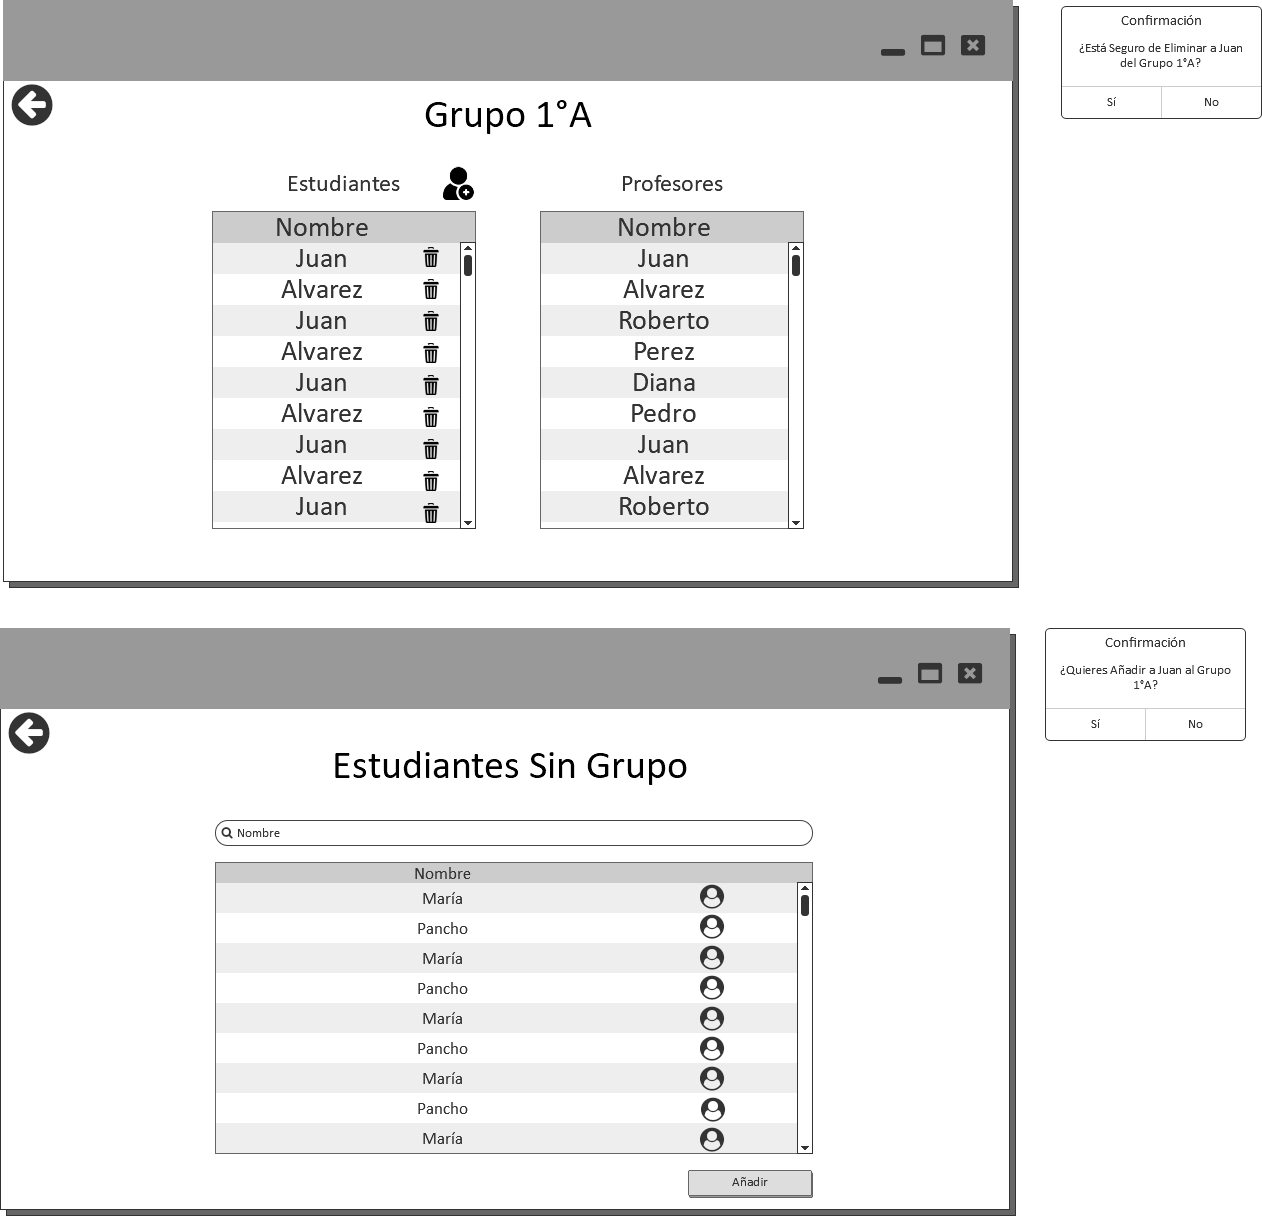 Confirmación
¿Está Seguro de Eliminar a Juan
del Grupo 1°A?
Sí No
Grupo 1°A
Estudiantes
Nombre
Juan
Alvarez
Juan
Alvarez
Juan
Alvarez
Juan
Alvarez
Juan
Profesores
Nombre
Juan
Alvarez
Roberto
Perez
Diana
Pedro
Juan
Alvarez
Roberto
Confirmación
¿Quieres Añadir a Juan al Grupo
1°A?
Sí No
Estudiantes Sin Grupo
Nombre
Nombre
María
Pancho
María
Pancho
María
Pancho
María
Pancho
María
Añadir